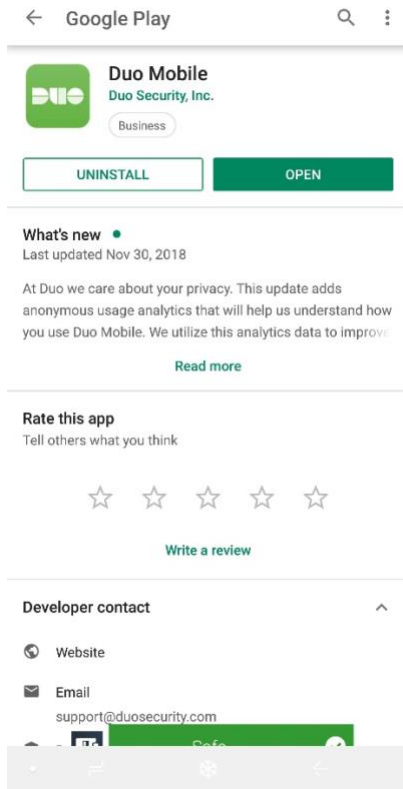 Google Play
DUO
Duo Mobile
Duo Security, Inc.
Business
UNINSTALL
OPEN
What's new
Last updated Nov 30, 2018
At Duo we care about your privacy. This update adds
anonymous usage analytics that will help us understand how
you use Duo Mobile. We utilize this analytics data to improve
Read more
Rate this app
Tell others what you think
Write a review
Developer contact
Website
Email
support@duosecurity.com